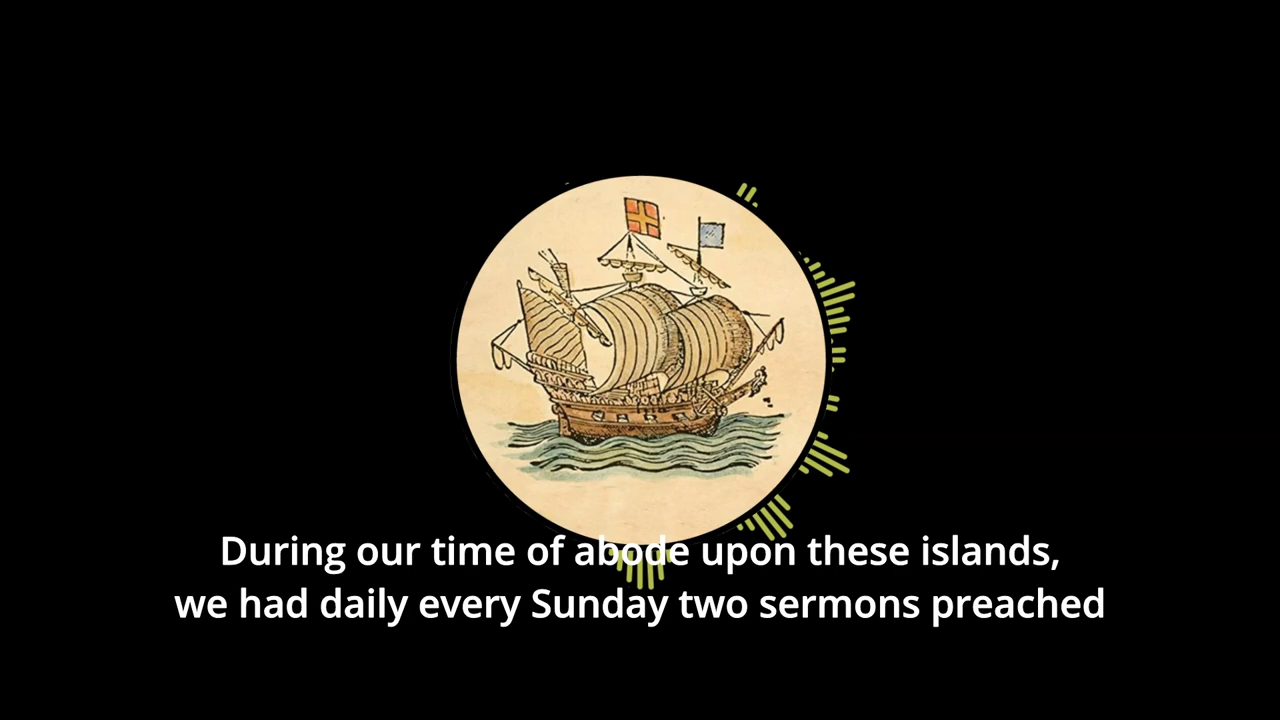 During our time of abode upon these islands,
we had daily every Sunday two sermons preached